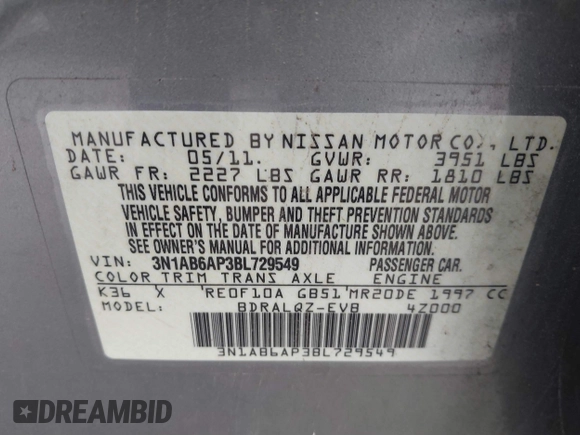 MANUFACTURED BY NISSAN MOTOR CO., LTD.
DATE: 05/11. GVWR: 3951 LBS
GAWR FR: 2227 LBS GAWR RR: 1810 LBS
THIS VEHICLE CONFORMS TO ALL APPLICABLE FEDERAL MOTOR
VEHICLE SAFETY, BUMPER AND THEFT PREVENTION STANDARDS
IN EFFECT ON THE DATE OF MANUFACTURE SHOWN ABOVE.
SEE OWNER'S MANUAL FOR ADDITIONAL INFORMATION.
VIN: 3N1AB6AP3BL729549 PASSENGER CAR.
COLOR TRIM TRANS AXLE ENGINE
K36 X RE0F10A GB51 MR20DE 1997 CC
MODEL: BDRALQZ-EVB 4Z000
3N1AB6AP3BL729549
DREAMBID